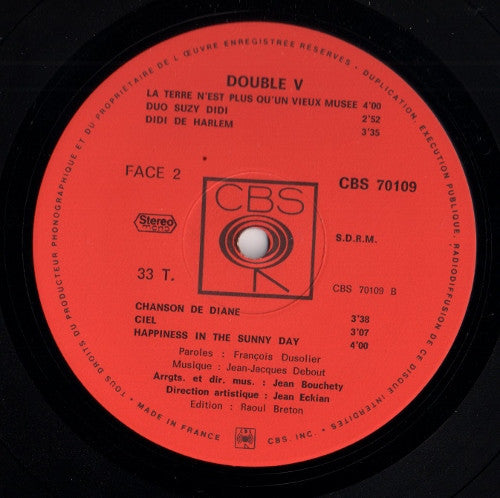 TOUS DROITS DU PRODUCTEUR PHONOGRAPHIQUE ET DU PROPRIETAIRE DE L'ŒUVRE ENREGISTREE RESERVES - DUPLICATION, EXECUTION PUBLIQUE, RADIODIFFUSION DE CE DISQUE INTERDITES
DOUBLE V
LA TERRE N'EST PLUS QU'UN VIEUX MUSEE 4'00
DUO SUZY DIDI 2'52
DIDI DE HARLEM 3'35
FACE 2
CBS
CBS 70109
Stereo
S.D.R.M.
33 T.
CBS 70109 B
CHANSON DE DIANE 3'38
CIEL 3'07
HAPPINESS IN THE SUNNY DAY 4'00
Paroles : François Dusolier
Musique : Jean-Jacques Debout
Arrgts. et dir. mus. : Jean Bouchety
Direction artistique : Jean Eckian
Edition : Raoul Breton
• MADE IN FRANCE
CBS
CBS. INC. •